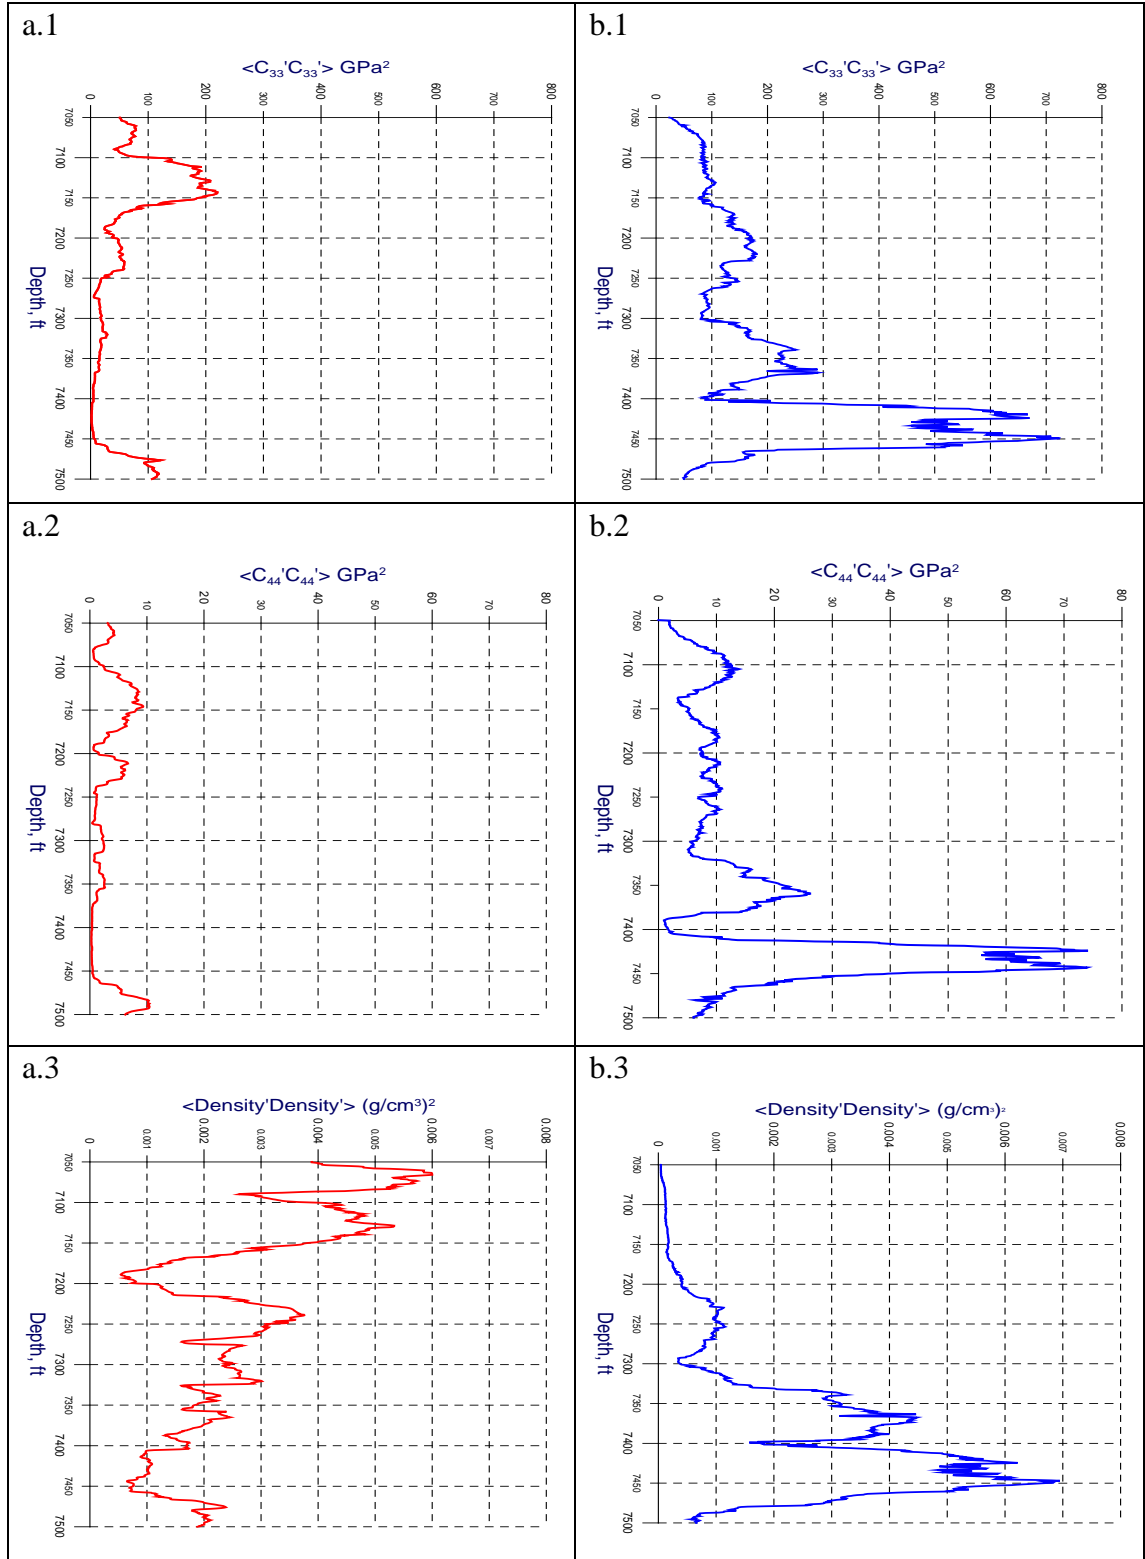 a.1
<C₃₃'C₃₃'> GPa²
0 100 200 300 400 500 600 700 800
7050 7100 7150 7200 7250 7300 7350 7400 7450 7500
Depth, ft
b.1
<C₃₃'C₃₃'> GPa²
0 100 200 300 400 500 600 700 800
7050 7100 7150 7200 7250 7300 7350 7400 7450 7500
Depth, ft
a.2
<C₄₄'C₄₄'> GPa²
0 10 20 30 40 50 60 70 80
7050 7100 7150 7200 7250 7300 7350 7400 7450 7500
Depth, ft
b.2
<C₄₄'C₄₄'> GPa²
0 10 20 30 40 50 60 70 80
7050 7100 7150 7200 7250 7300 7350 7400 7450 7500
Depth, ft
a.3
<Density'Density'> (g/cm³)²
0 0.001 0.002 0.003 0.004 0.005 0.006 0.007 0.008
7050 7100 7150 7200 7250 7300 7350 7400 7450 7500
Depth, ft
b.3
<Density'Density'> (g/cm³)²
0 0.001 0.002 0.003 0.004 0.005 0.006 0.007 0.008
7050 7100 7150 7200 7250 7300 7350 7400 7450 7500
Depth, ft